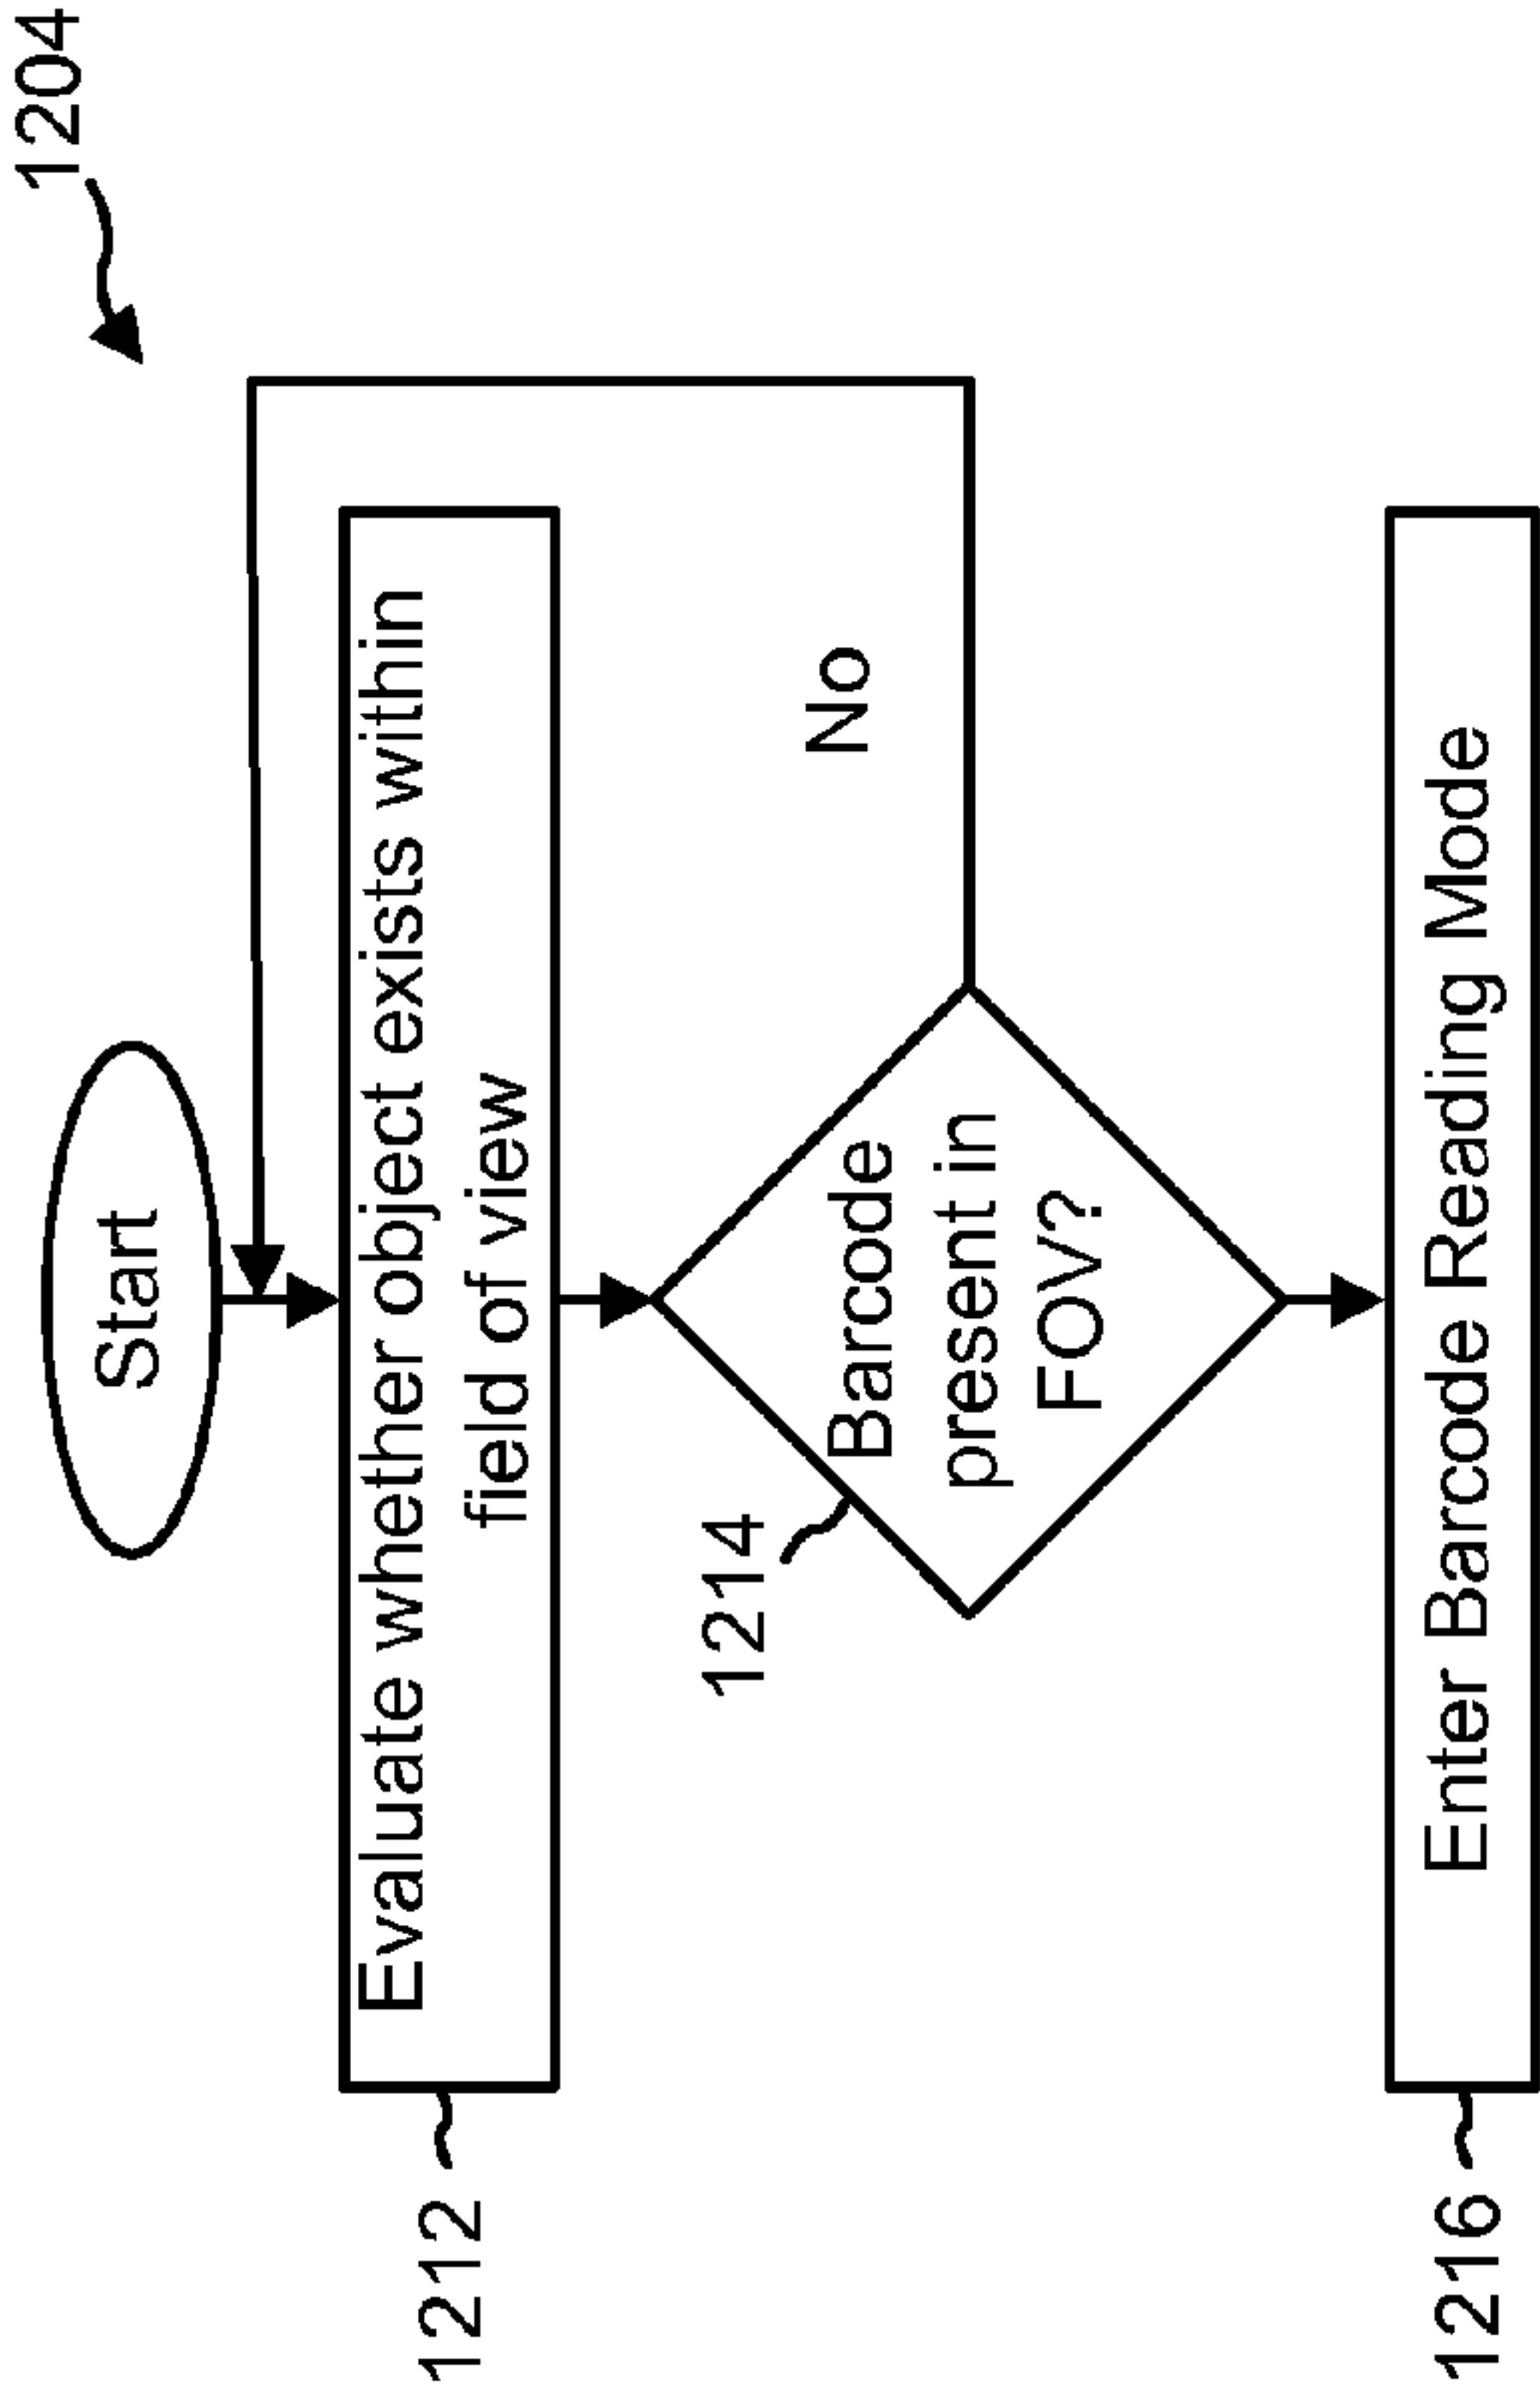 1204
Start
1212
Evaluate whether object exists within
field of view
1214
Barcode
present in
FOV?
No
1216
Enter Barcode Reading Mode